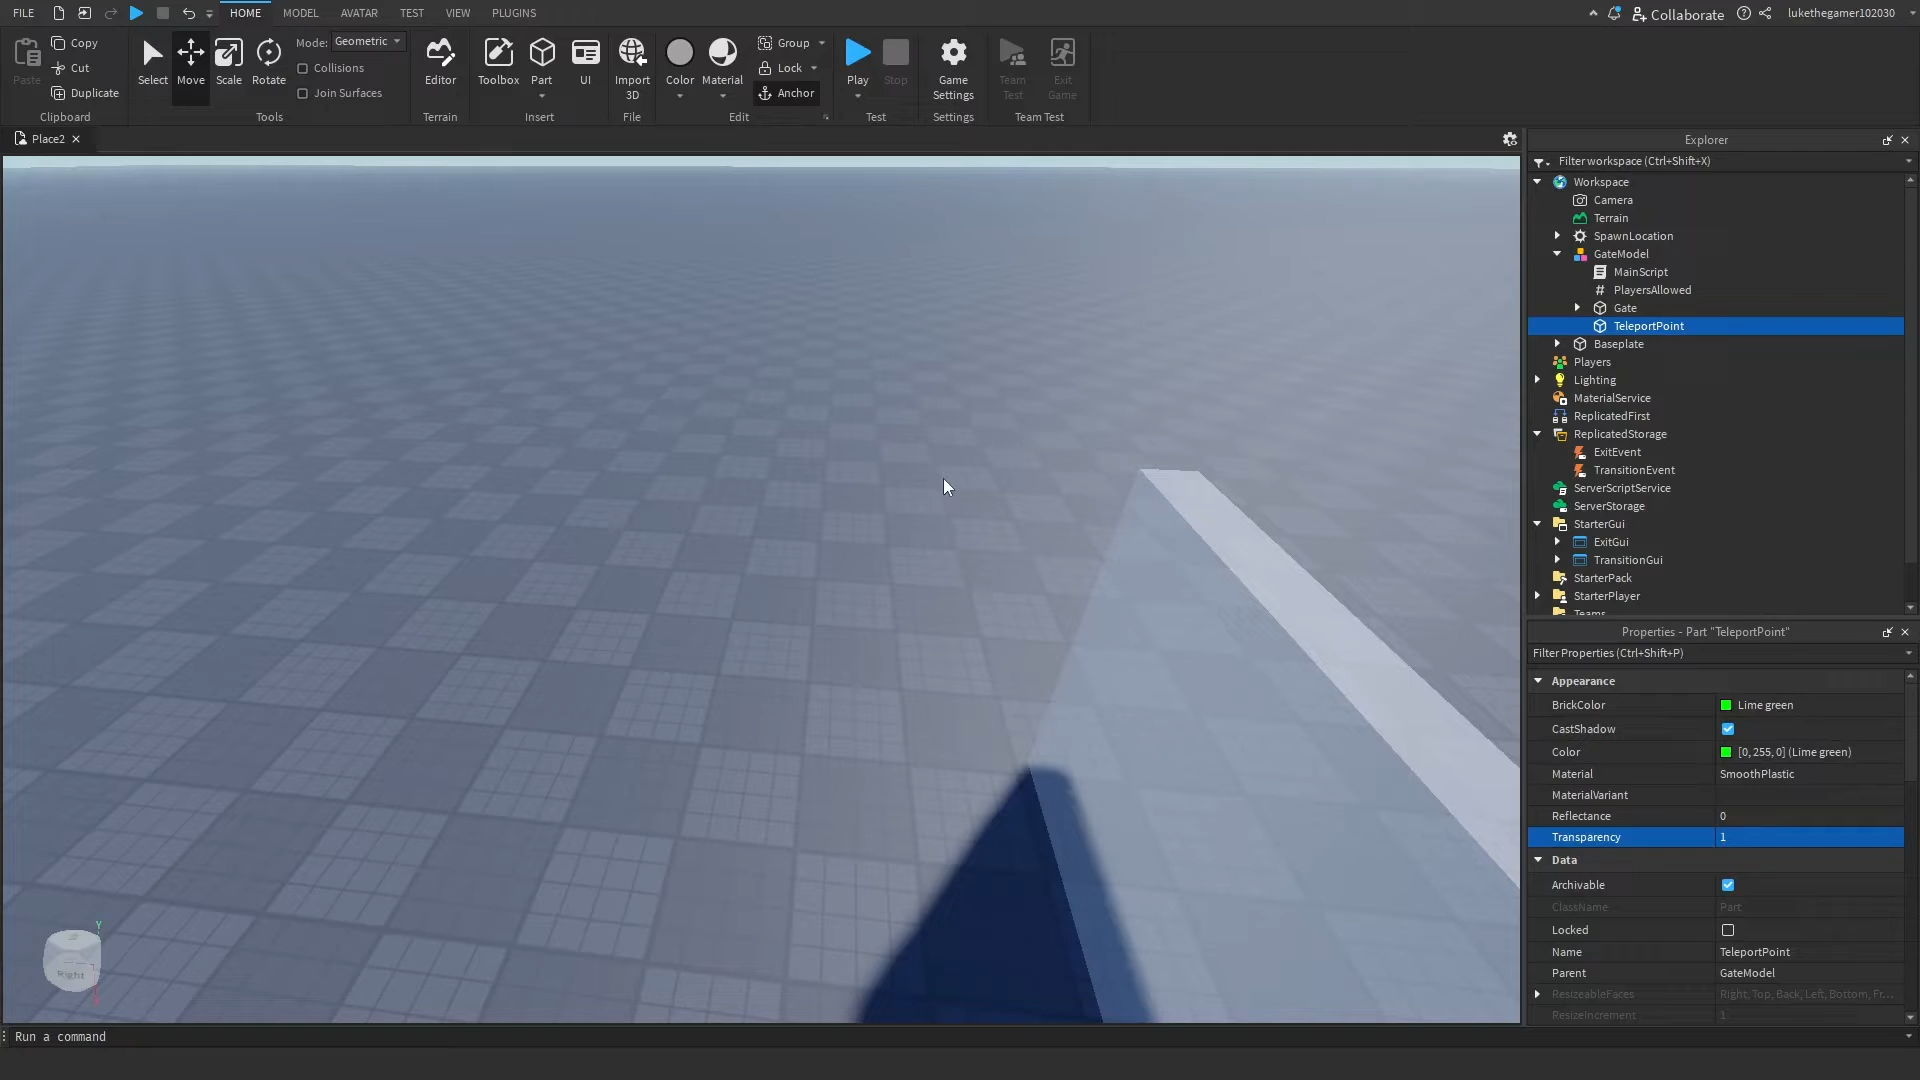 FILE HOME MODEL AVATAR TEST VIEW PLUGINS Collaborate lukethegamer102030
Paste Copy Cut Duplicate Clipboard
Select Move Scale Rotate Mode: Geometric Collisions Join Surfaces Tools
Editor Terrain
Toolbox Part UI Insert
Import 3D File
Color Material Group Lock Anchor Edit
Play Stop Test
Game Settings Settings
Team Test Exit Game Team Test
Place2
Explorer
Filter workspace (Ctrl+Shift+X)
Workspace
Camera
Terrain
SpawnLocation
GateModel
MainScript
PlayersAllowed
Gate
TeleportPoint
Baseplate
Players
Lighting
MaterialService
ReplicatedFirst
ReplicatedStorage
ExitEvent
TransitionEvent
ServerScriptService
ServerStorage
StarterGui
ExitGui
TransitionGui
StarterPack
StarterPlayer
Teams
Properties - Part "TeleportPoint"
Filter Properties (Ctrl+Shift+P)
Appearance
BrickColor Lime green
CastShadow
Color [0, 255, 0] (Lime green)
Material SmoothPlastic
MaterialVariant
Reflectance 0
Transparency 1
Data
Archivable
ClassName Part
Locked
Name TeleportPoint
Parent GateModel
ResizeableFaces Right, Top, Back, Left, Bottom, Fr...
ResizeIncrement 1
Y
Right
Run a command